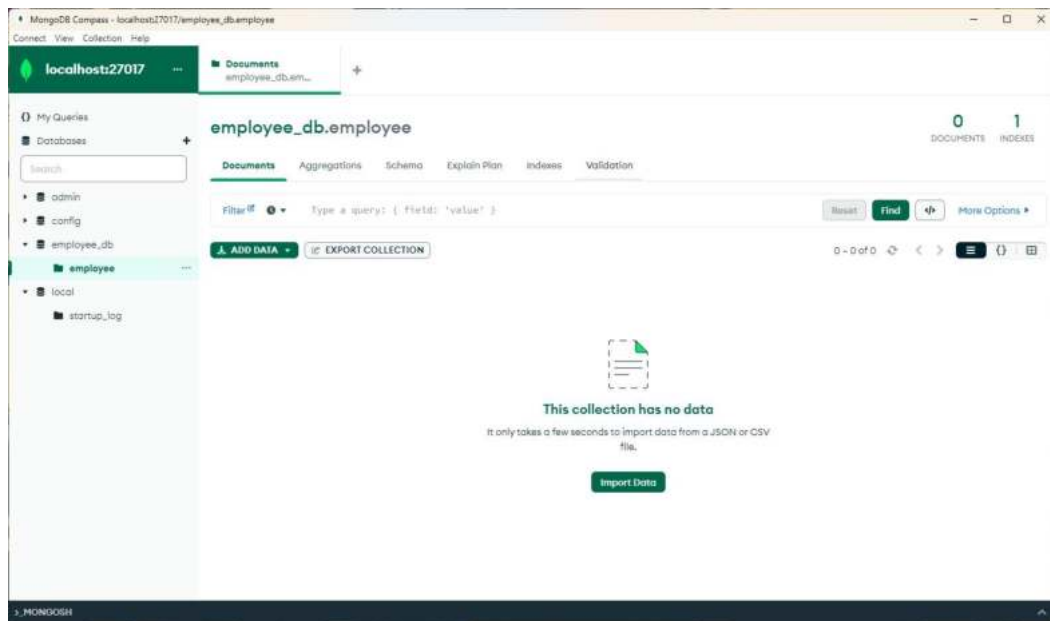 MongoDB Compass - localhost:27017/employee_db.employee
Connect View Collection Help
localhost:27017 ...
Documents
employee_db.em...
+
{} My Queries
Databases +
Search
admin
config
employee_db
employee ...
local
startup_log
employee_db.employee
0
DOCUMENTS
1
INDEXES
Documents Aggregations Schema Explain Plan Indexes Validation
Filter Type a query: { field: 'value' } Reset Find </> More Options
ADD DATA EXPORT COLLECTION 0 - 0 of 0 < > {}
This collection has no data
It only takes a few seconds to import data from a JSON or CSV
file.
Import Data
>_MONGOSH